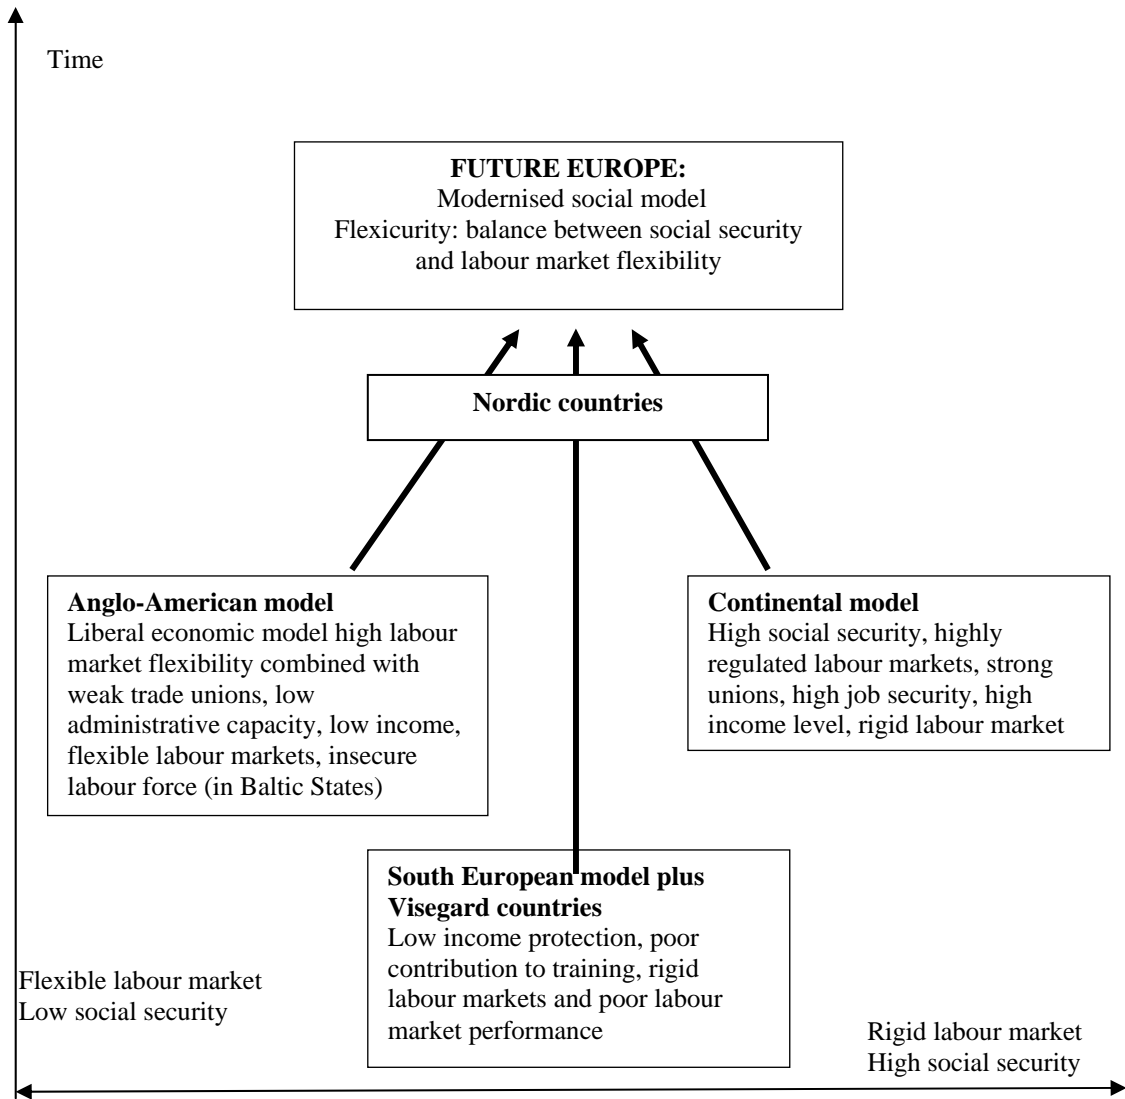 Time
FUTURE EUROPE:
Modernised social model
Flexicurity: balance between social security
and labour market flexibility
Nordic countries
Anglo-American model
Liberal economic model high labour
market flexibility combined with
weak trade unions, low
administrative capacity, low income,
flexible labour markets, insecure
labour force (in Baltic States)
Continental model
High social security, highly
regulated labour markets, strong
unions, high job security, high
income level, rigid labour market
South European model plus
Visegard countries
Low income protection, poor
contribution to training, rigid
labour markets and poor labour
market performance
Flexible labour market
Low social security
Rigid labour market
High social security